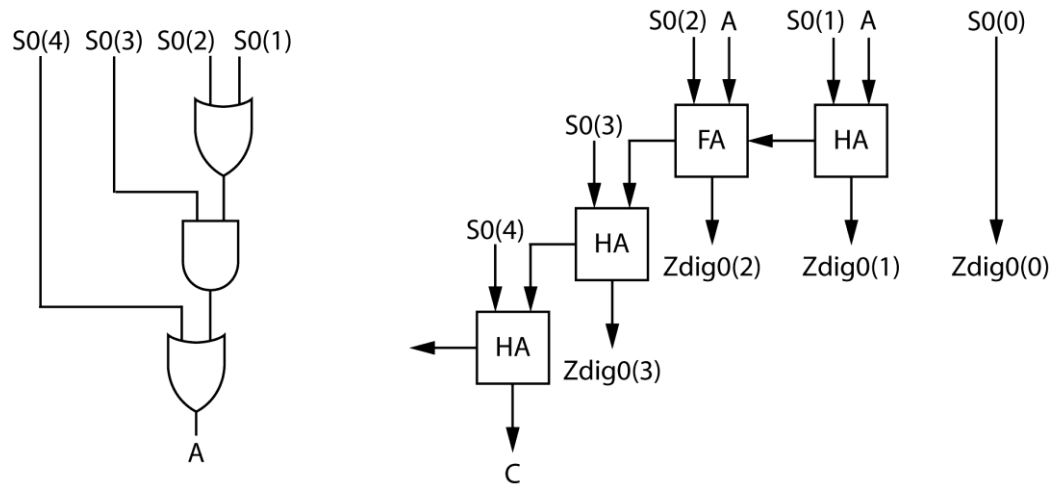 S0(4) S0(3) S0(2) S0(1)
A
S0(2) A S0(1) A S0(0)
FA HA
S0(3)
HA
S0(4)
Zdig0(2) Zdig0(1) Zdig0(0)
HA
Zdig0(3)
C